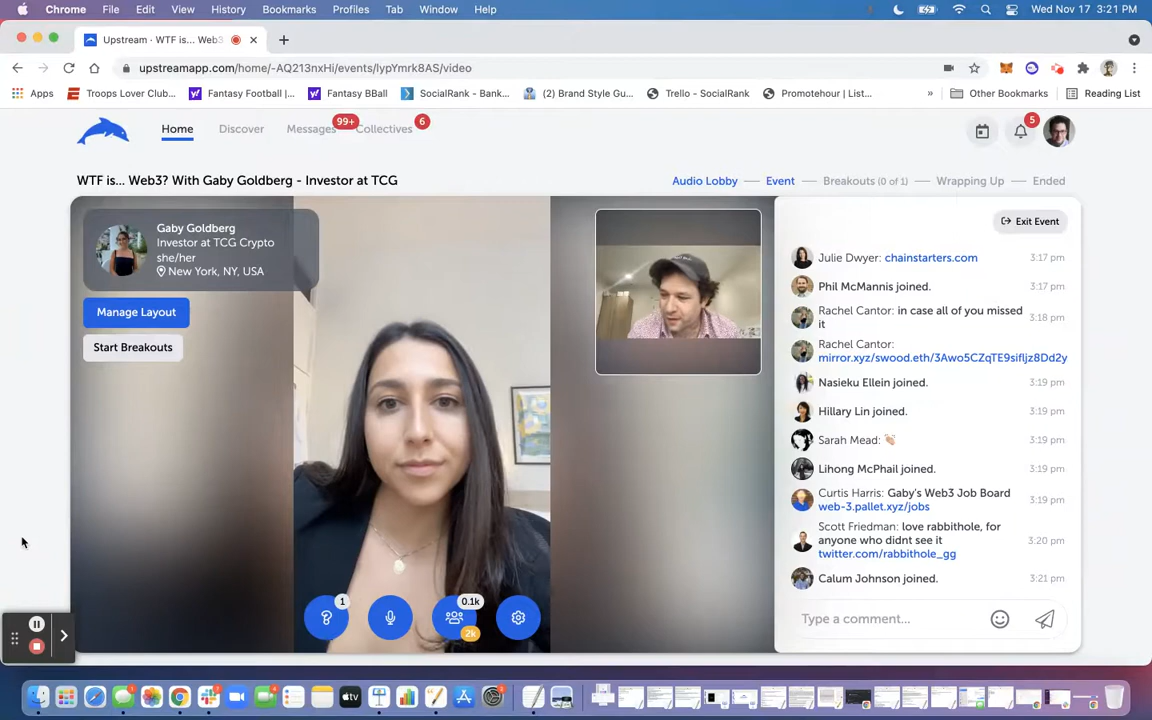 Chrome File Edit View History Bookmarks Profiles Tab Window Help Wed Nov 17 3:21 PM
Upstream · WTF is... Web3
upstreamapp.com/home/-AQ213nxHi/events/lypYmrk8AS/video
Apps Troops Lover Club... Fantasy Football |... Fantasy BBall SocialRank - Bank... (2) Brand Style Gu... Trello - SocialRank Promotehour | List... » Other Bookmarks Reading List
Home Discover Messages 99+ Collectives 6 5
WTF is... Web3? With Gaby Goldberg - Investor at TCG
Audio Lobby Event Breakouts (0 of 1) Wrapping Up Ended
Gaby Goldberg
Investor at TCG Crypto
she/her
New York, NY, USA
Manage Layout
Start Breakouts
1
0.1k
2k
Exit Event
Julie Dwyer: chainstarters.com 3:17 pm
Phil McMannis joined. 3:17 pm
Rachel Cantor: in case all of you missed
it 3:18 pm
Rachel Cantor:
mirror.xyz/swood.eth/3Awo5CZqTE9sifljz8Dd2y
Nasieku Ellein joined. 3:19 pm
Hillary Lin joined. 3:19 pm
Sarah Mead: 👏🏼 3:19 pm
Lihong McPhail joined. 3:19 pm
Curtis Harris: Gaby's Web3 Job Board
web-3.pallet.xyz/jobs 3:19 pm
Scott Friedman: love rabbithole, for
anyone who didnt see it 3:20 pm
twitter.com/rabbithole_gg
Calum Johnson joined. 3:21 pm
Type a comment...